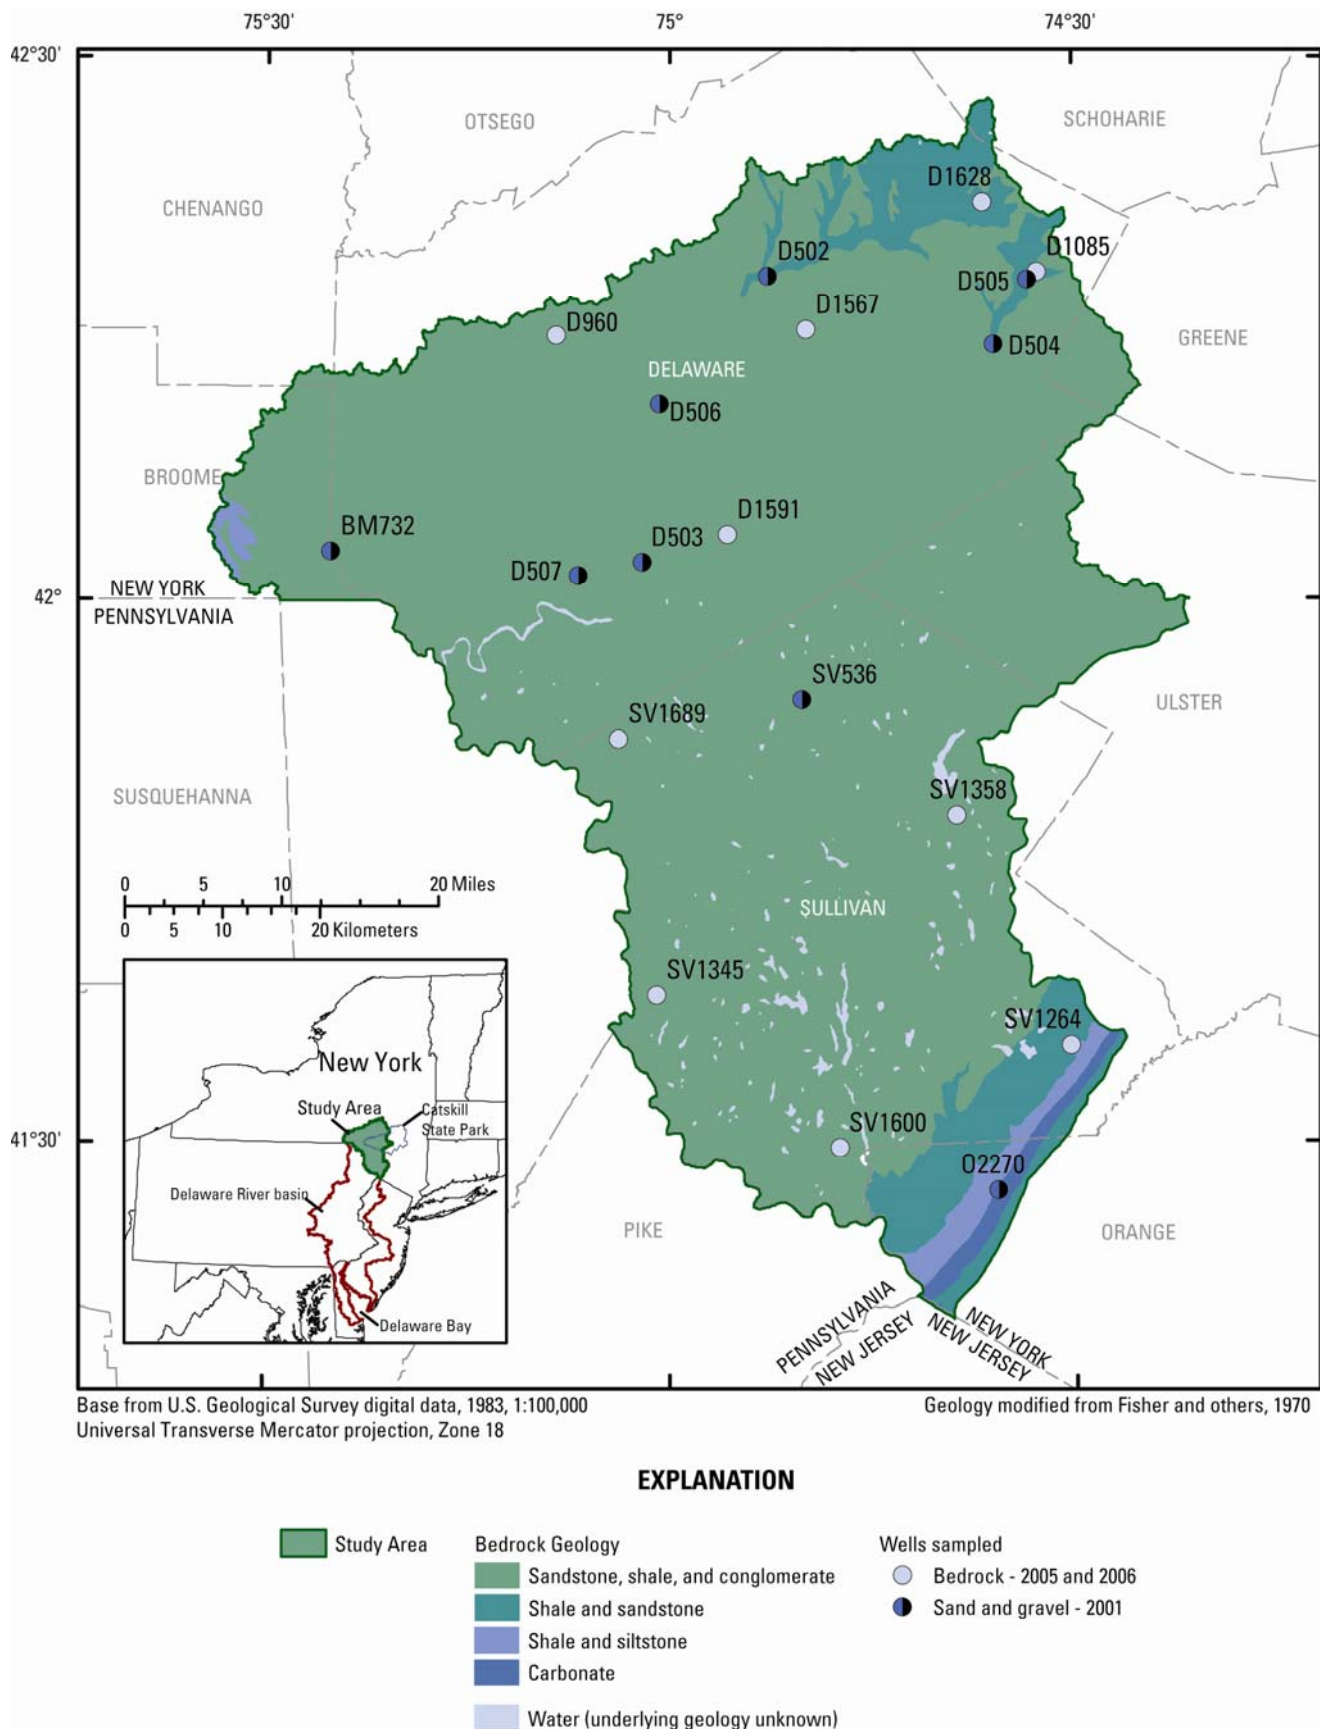 75°30' 75° 74°30'
42°30'
OTSEGO
SCHOHARIE
D1628
CHENANGO
D1085
D502
D505
D1567
D960
D504
GREENE
DELAWARE
D506
BROOME
D1591
BM732
D503
D507
NEW YORK
42°
PENNSYLVANIA
SV536
ULSTER
SV1689
SV1358
SUSQUEHANNA
0 5 10 20 Miles
0 5 10 20 Kilometers
SULLIVAN
SV1345
SV1264
New York
Study Area
Catskill
State Park
SV1600
41°30'
O2270
Delaware River basin
PIKE
ORANGE
Delaware Bay
PENNSYLVANIA
NEW JERSEY
NEW YORK
NEW JERSEY
Base from U.S. Geological Survey digital data, 1983, 1:100,000
Universal Transverse Mercator projection, Zone 18
Geology modified from Fisher and others, 1970
EXPLANATION
Study Area
Bedrock Geology
Sandstone, shale, and conglomerate
Shale and sandstone
Shale and siltstone
Carbonate
Water (underlying geology unknown)
Wells sampled
Bedrock - 2005 and 2006
Sand and gravel - 2001